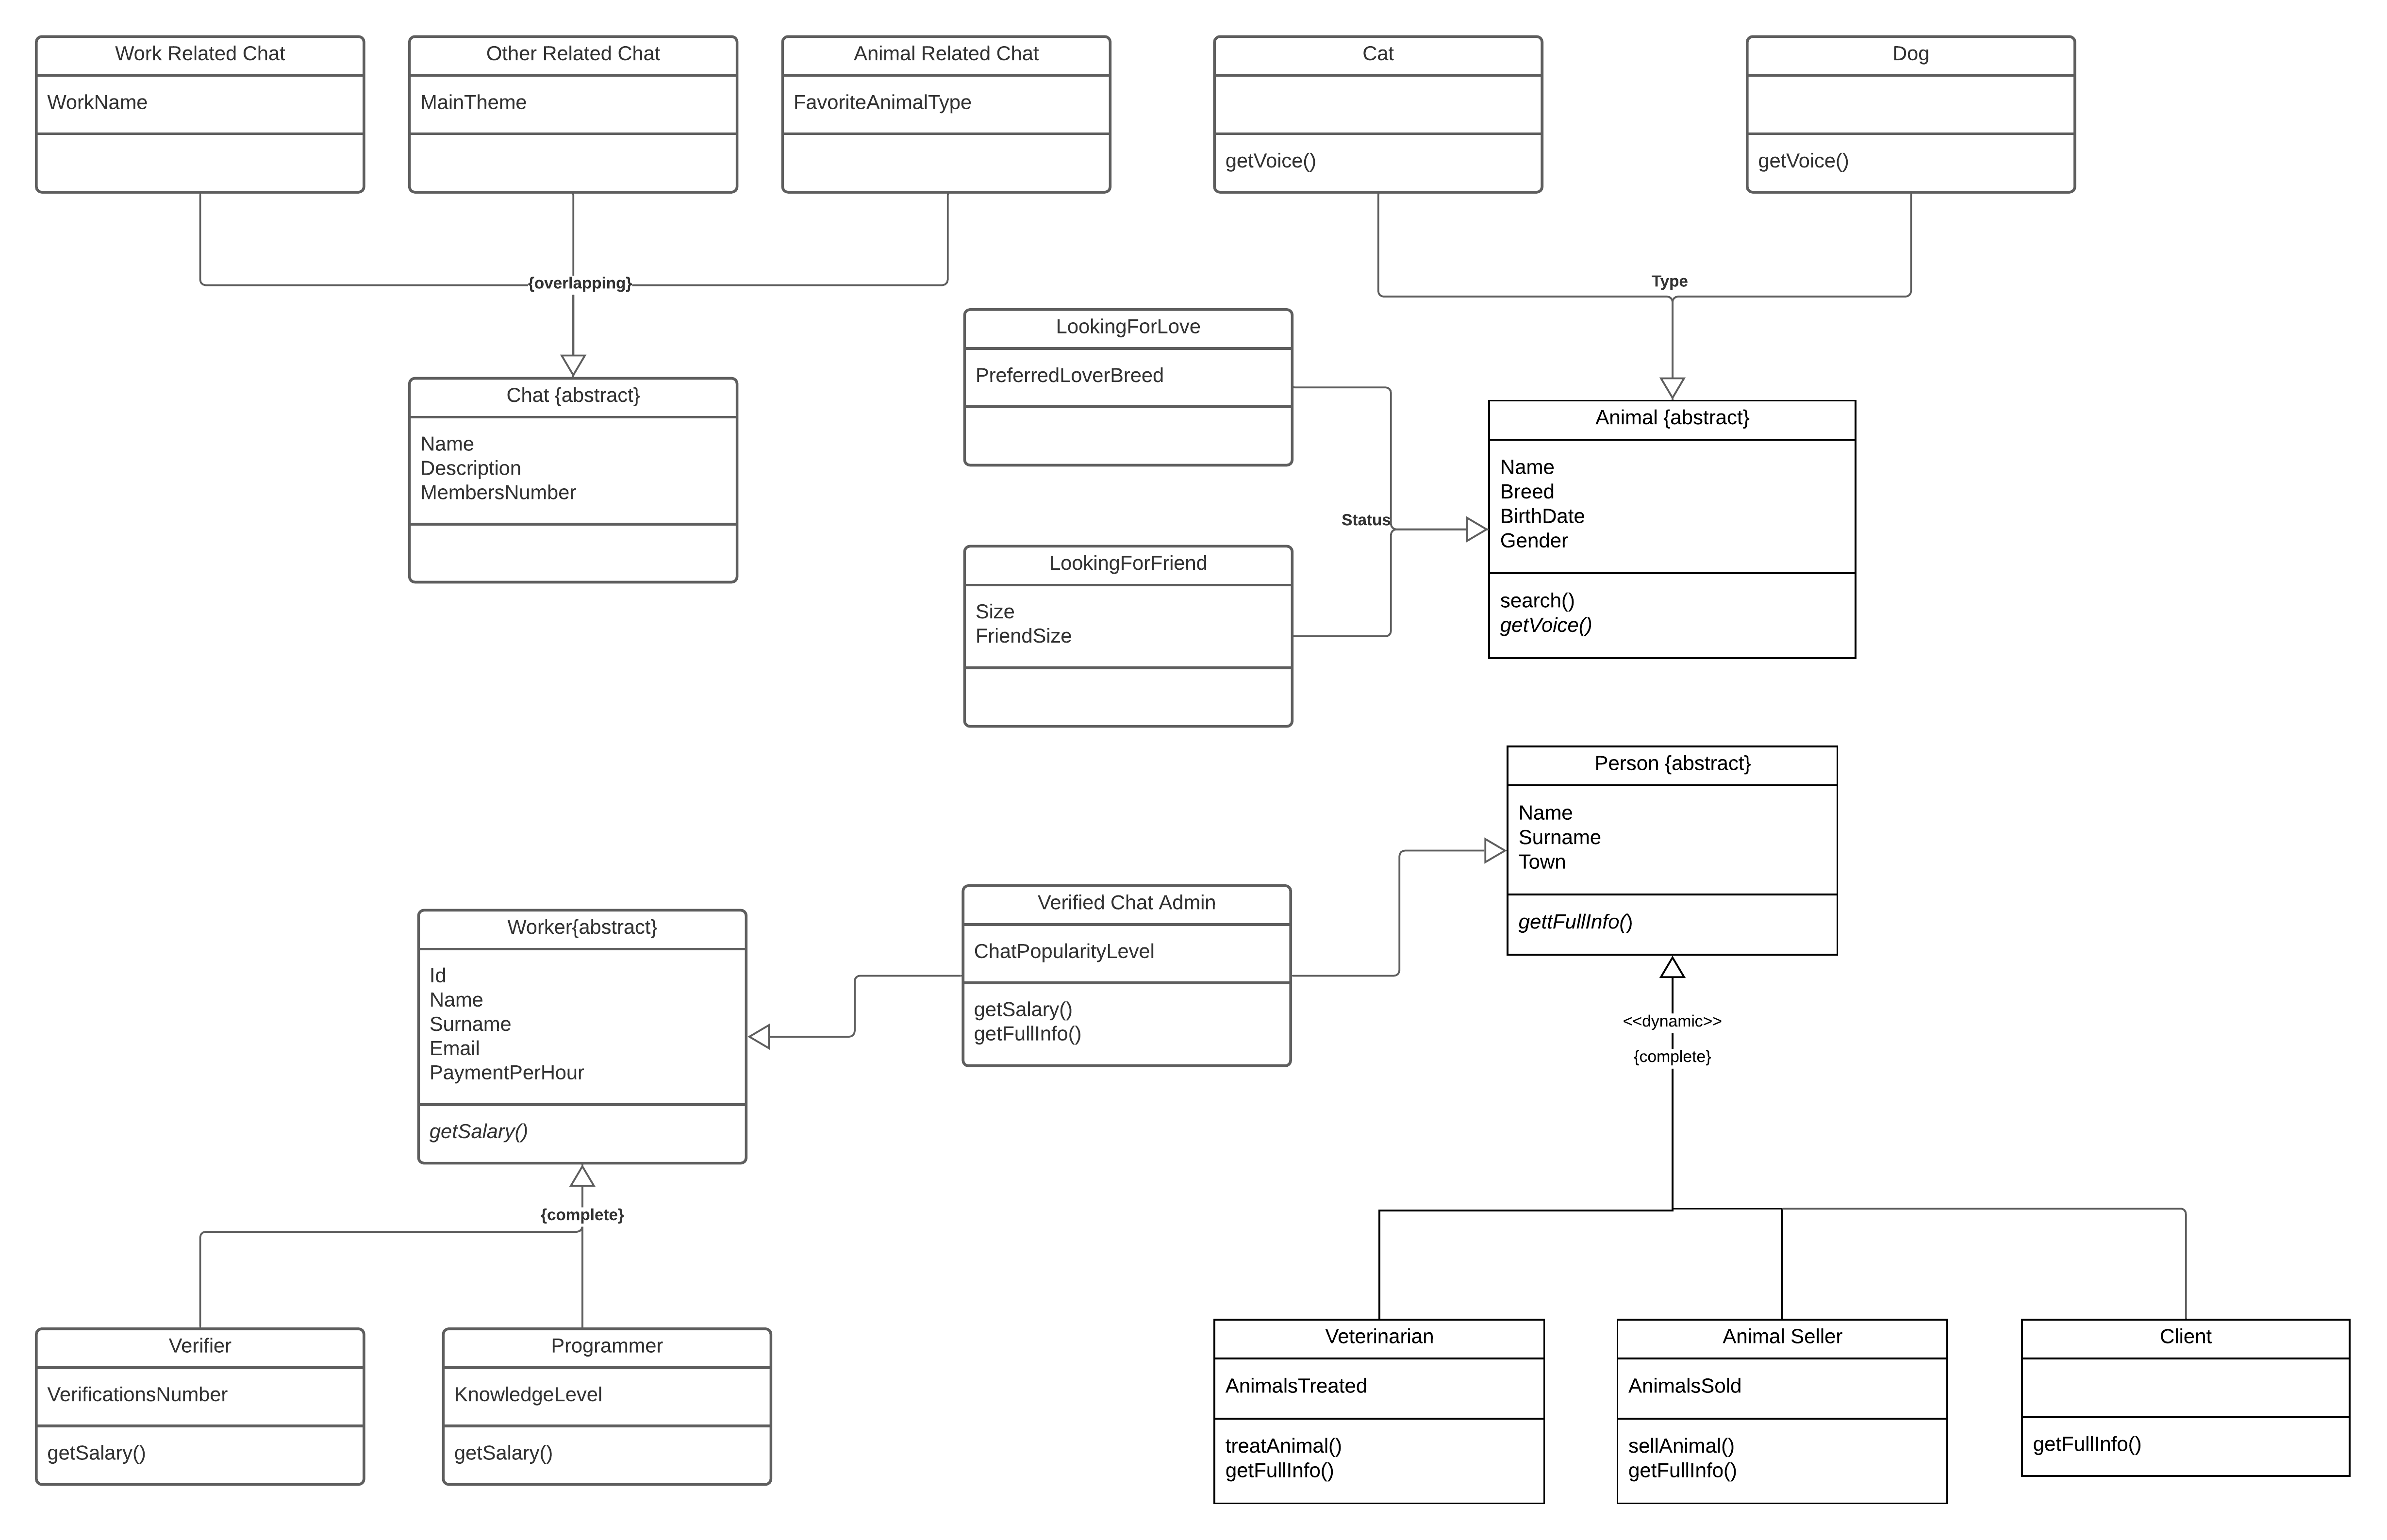 Work Related Chat
WorkName
Other Related Chat
MainTheme
Animal Related Chat
FavoriteAnimalType
Cat
getVoice()
Dog
getVoice()
{overlapping}
Type
Chat {abstract}
Name
Description
MembersNumber
LookingForLove
PreferredLoverBreed
Status
LookingForFriend
Size
FriendSize
Animal {abstract}
Name
Breed
BirthDate
Gender
search()
getVoice()
Person {abstract}
Name
Surname
Town
gettFullInfo()
Worker{abstract}
Id
Name
Surname
Email
PaymentPerHour
getSalary()
Verified Chat Admin
ChatPopularityLevel
getSalary()
getFullInfo()
<<dynamic>>
{complete}
{complete}
Verifier
VerificationsNumber
getSalary()
Programmer
KnowledgeLevel
getSalary()
Veterinarian
AnimalsTreated
treatAnimal()
getFullInfo()
Animal Seller
AnimalsSold
sellAnimal()
getFullInfo()
Client
getFullInfo()